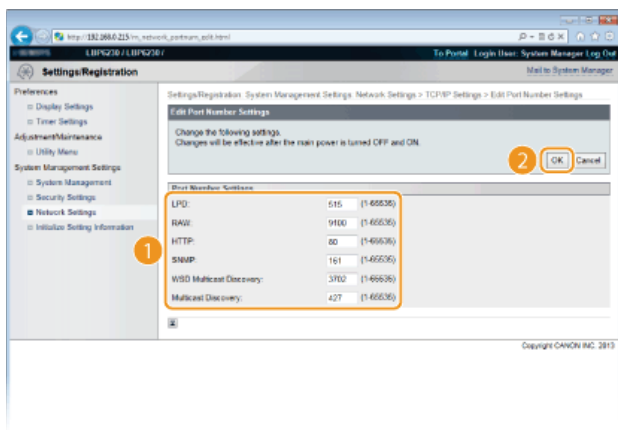 http://192.168.0.215/m_network_portnum_edit.html
LBP6230 / LBP6230 /
To Portal Login User: System Manager Log Out
Settings/Registration
Mail to System Manager
Preferences
Display Settings
Timer Settings
Adjustment/Maintenance
Utility Menu
System Management Settings
System Management
Security Settings
Network Settings
Initialize Setting Information
Settings/Registration: System Management Settings: Network Settings > TCP/IP Settings > Edit Port Number Settings
Edit Port Number Settings
Change the following settings.
Changes will be effective after the main power is turned OFF and ON.
2
OK
Cancel
Port Number Settings
1
LPD: 515 (1-65535)
RAW: 9100 (1-65535)
HTTP: 80 (1-65535)
SNMP: 161 (1-65535)
WSD Multicast Discovery: 3702 (1-65535)
Multicast Discovery: 427 (1-65535)
Copyright CANON INC. 2013